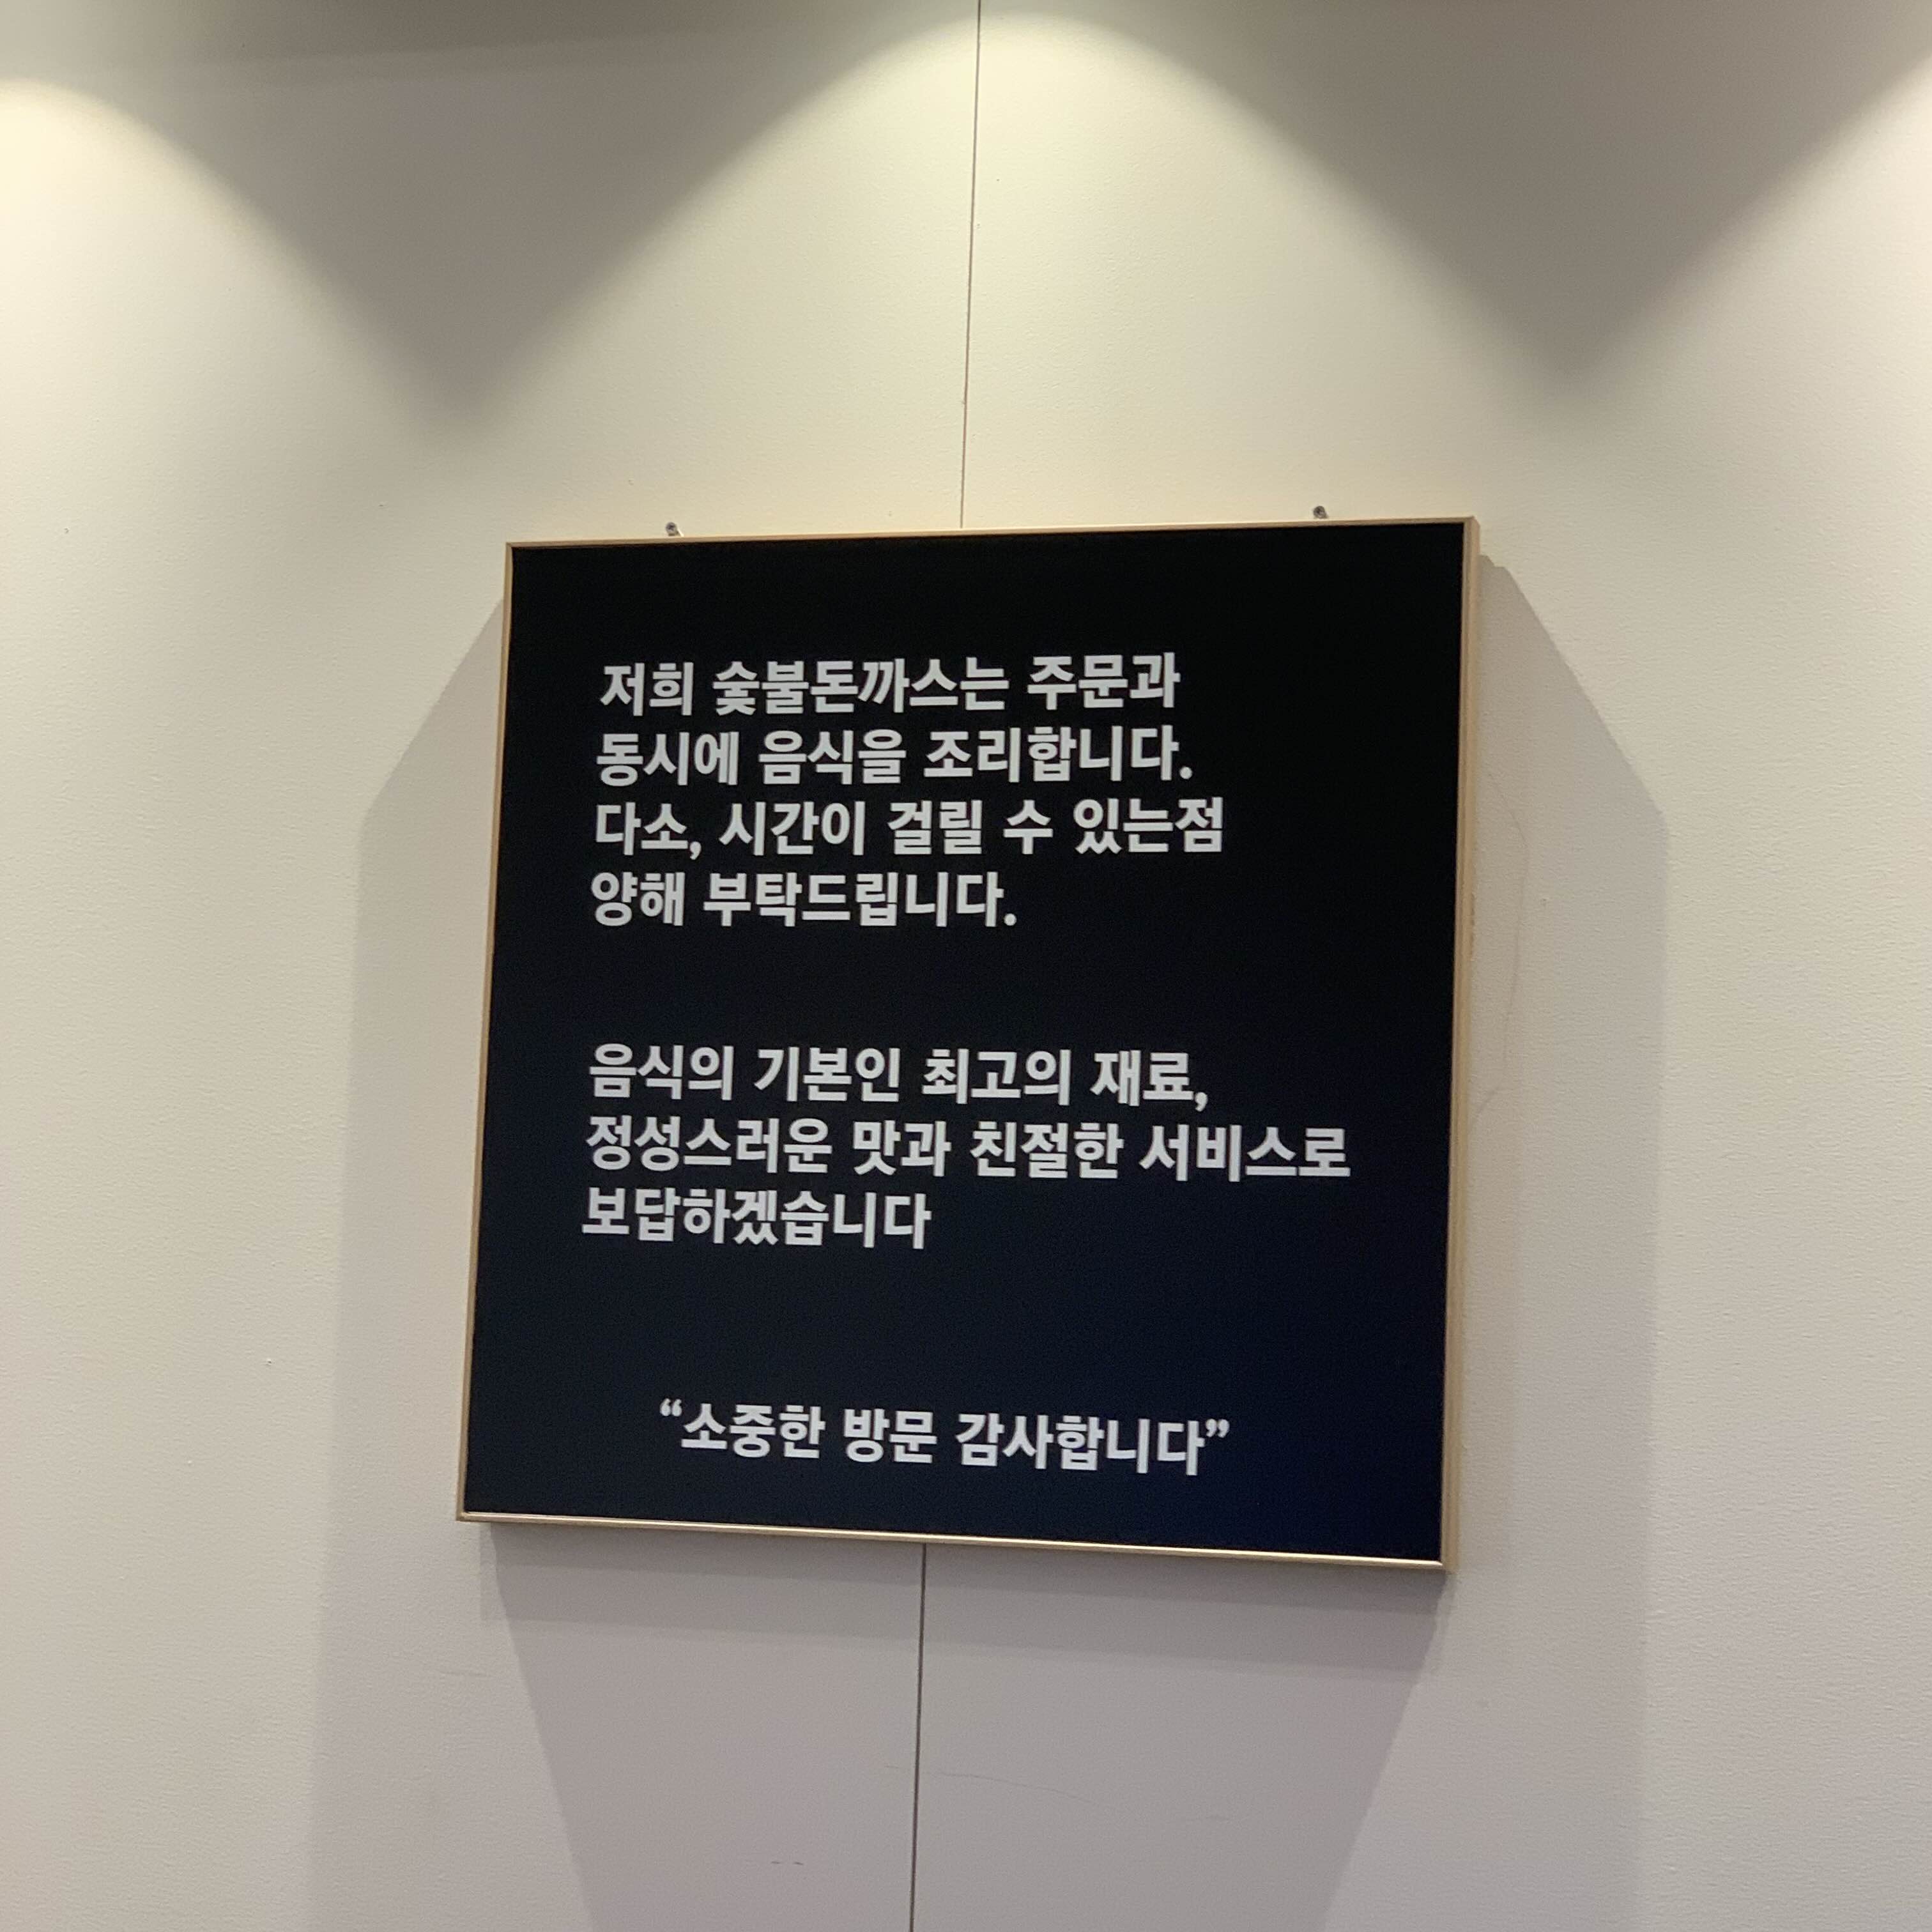 저희 숯불돈까스는 주문과
동시에 음식을 조리합니다.
다소, 시간이 걸릴 수 있는점
양해 부탁드립니다.
음식의 기본인 최고의 재료,
정성스러운 맛과 친절한 서비스로
보답하겠습니다
“소중한 방문 감사합니다”